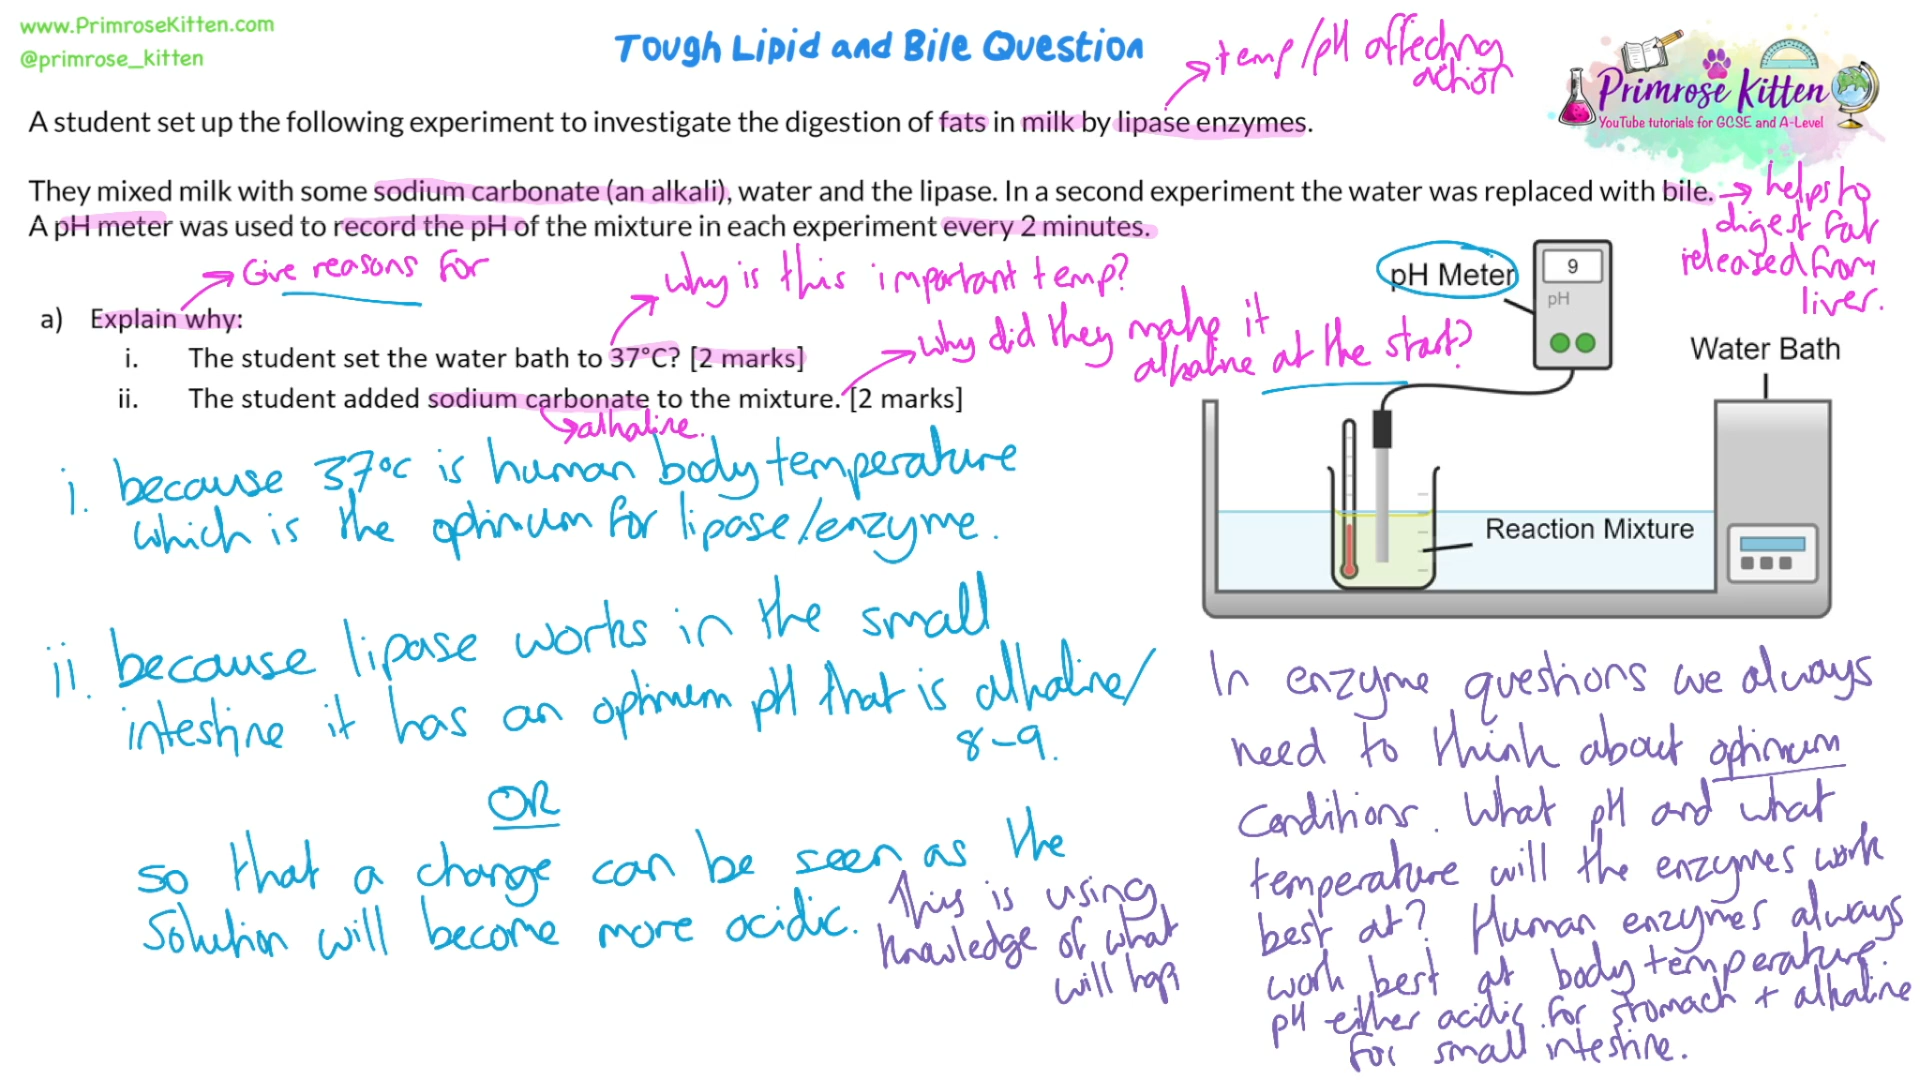 www.PrimroseKitten.com
@primrose_kitten
Tough Lipid and Bile Question
temp/pH affecting
action
Primrose Kitten
YouTube tutorials for GCSE and A-Level
A student set up the following experiment to investigate the digestion of fats in milk by lipase enzymes.
They mixed milk with some sodium carbonate (an alkali), water and the lipase. In a second experiment the water was replaced with bile.
A pH meter was used to record the pH of the mixture in each experiment every 2 minutes.
helps to
digest fat
released from
liver.
Give reasons for
why is this important temp?
a) Explain why:
i. The student set the water bath to 37°C? [2 marks]
ii. The student added sodium carbonate to the mixture. [2 marks]
why did they make it
alkaline at the start?
alkaline.
pH Meter
9
pH
Water Bath
Reaction Mixture
i. because 37°C is human body temperature
which is the optimum for lipase/enzyme.
ii. because lipase works in the small
intestine it has an optimum pH that is alkaline/
8-9.
OR
so that a change can be seen as the
Solution will become more acidic.
This is using
knowledge of what
will hap
In enzyme questions we always
need to think about optimum
conditions. What pH and what
temperature will the enzymes work
best at? Human enzymes always
work best at body temperature.
pH either acidic for stomach + alkaline
for small intestine.